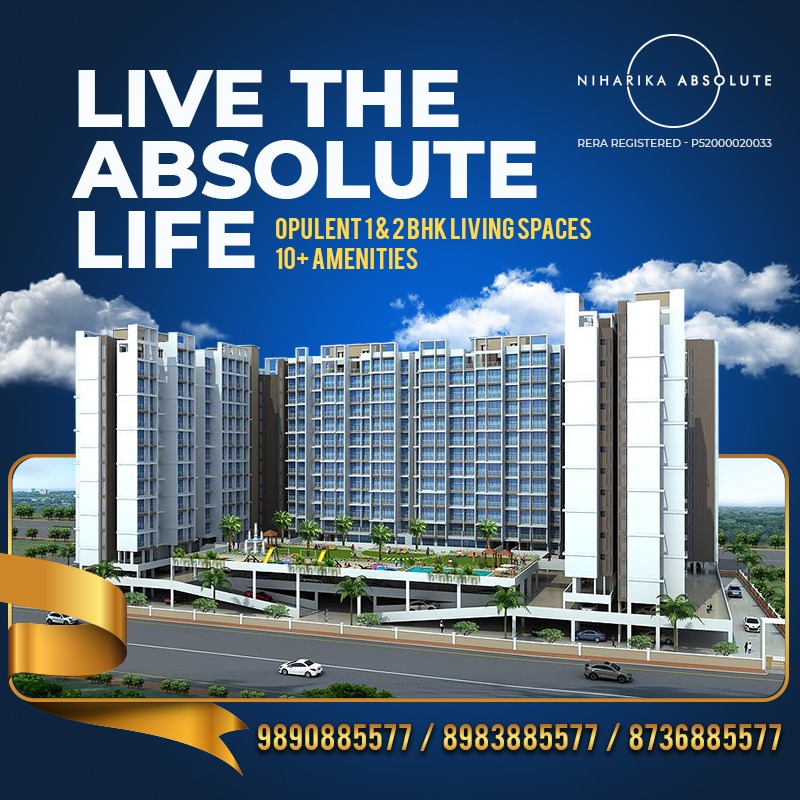 NIHARIKA ABSOLUTE
RERA REGISTERED - P52000020033
LIVE THE
ABSOLUTE
LIFE
OPULENT 1 & 2 BHK LIVING SPACES
10+ AMENITIES
9890885577 / 8983885577 / 8736885577